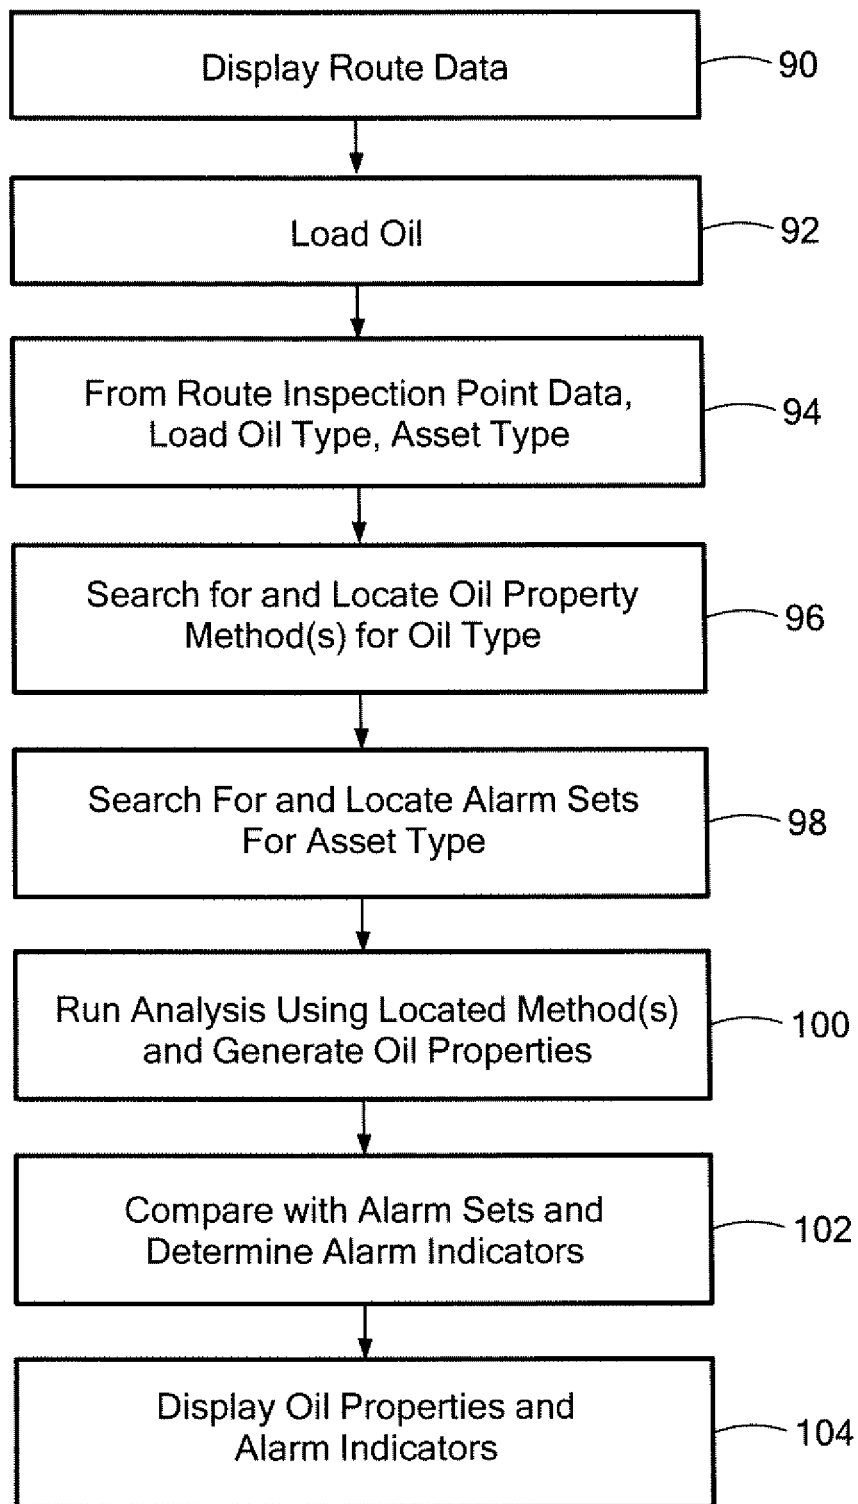 Display Route Data
90
Load Oil
92
From Route Inspection Point Data,
Load Oil Type, Asset Type
94
Search for and Locate Oil Property
Method(s) for Oil Type
96
Search For and Locate Alarm Sets
For Asset Type
98
Run Analysis Using Located Method(s)
and Generate Oil Properties
100
Compare with Alarm Sets and
Determine Alarm Indicators
102
Display Oil Properties and
Alarm Indicators
104